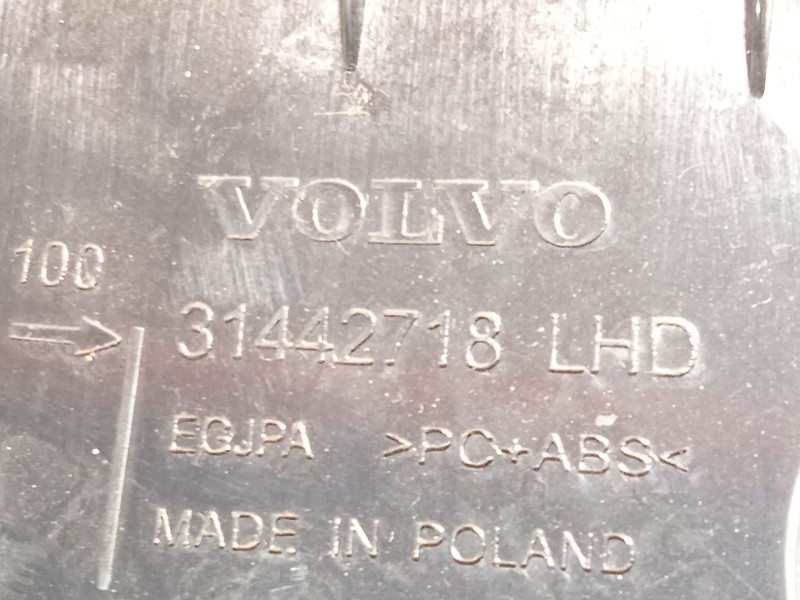 VOLVO
100
31442718 LHD
EGJPA >PC+ABS<
MADE IN POLAND